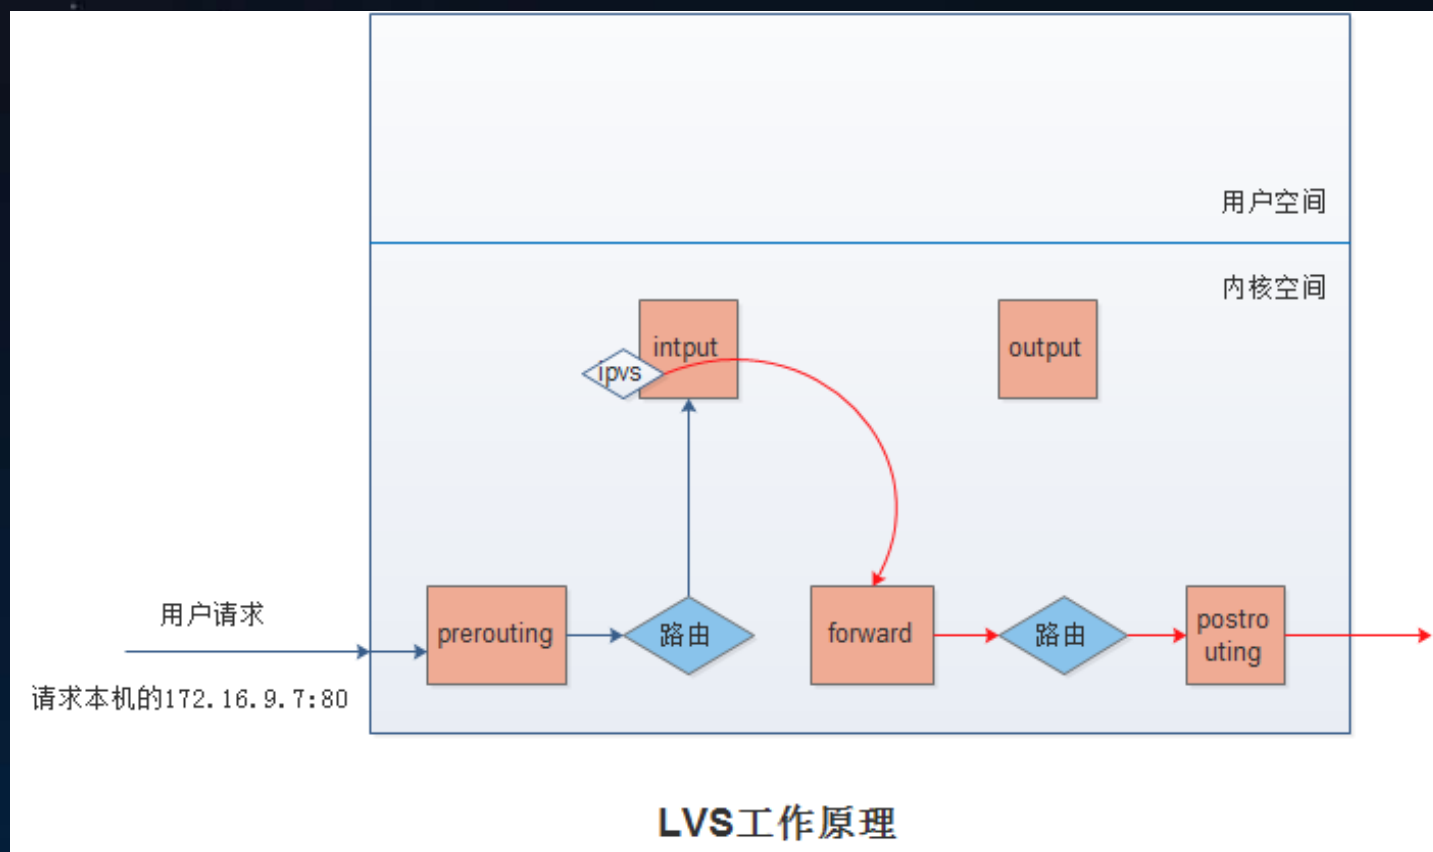 用户空间
内核空间
intput
output
ipvs
用户请求
prerouting
路由
forward
路由
postro
uting
请求本机的172.16.9.7:80
LVS工作原理